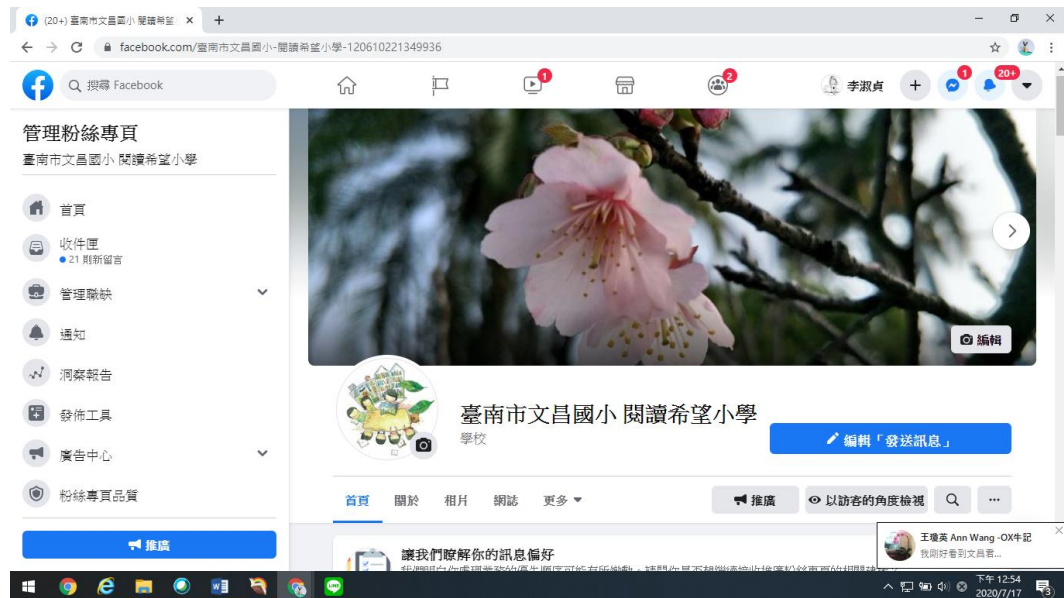 (20+) 臺南市文昌國小 閱讀希望
facebook.com/臺南市文昌國小-閱讀希望小學-120610221349936
搜尋 Facebook
1
2
李淑貞
1
20+
管理粉絲專頁
臺南市文昌國小 閱讀希望小學
首頁
收件匣
21 則新留言
管理職缺
通知
洞察報告
發佈工具
廣告中心
粉絲專頁品質
推廣
編輯
臺南市文昌國小 閱讀希望小學
學校
編輯「發送訊息」
首頁 關於 相片 網誌 更多
推廣
以訪客的角度檢視
讓我們瞭解你的訊息偏好
王瓊英 Ann Wang -OX牛記
我剛好看到文昌君...
下午 12:54
2020/7/17
3